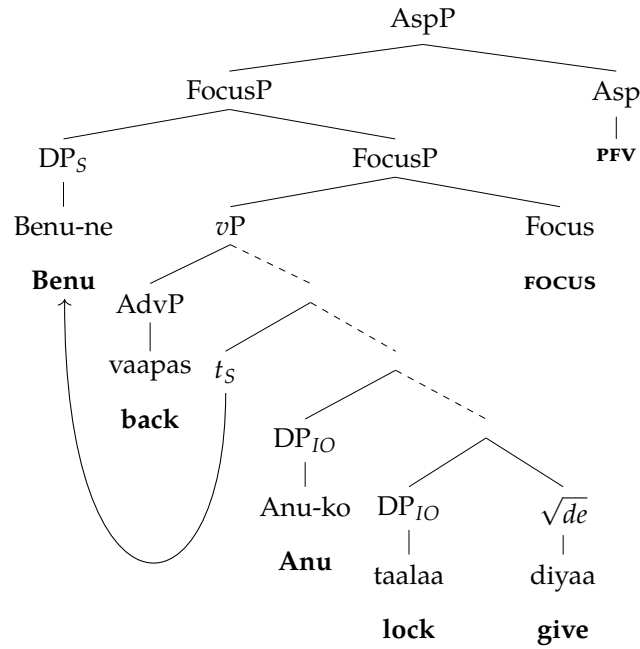 AspP
FocusP Asp
DP_S FocusP PFV
Benu-ne vP Focus
Benu FOCUS
AdvP
vaapas t_S
back
DP_IO
Anu-ko DP_IO √de
Anu taalaa diyaa
lock give